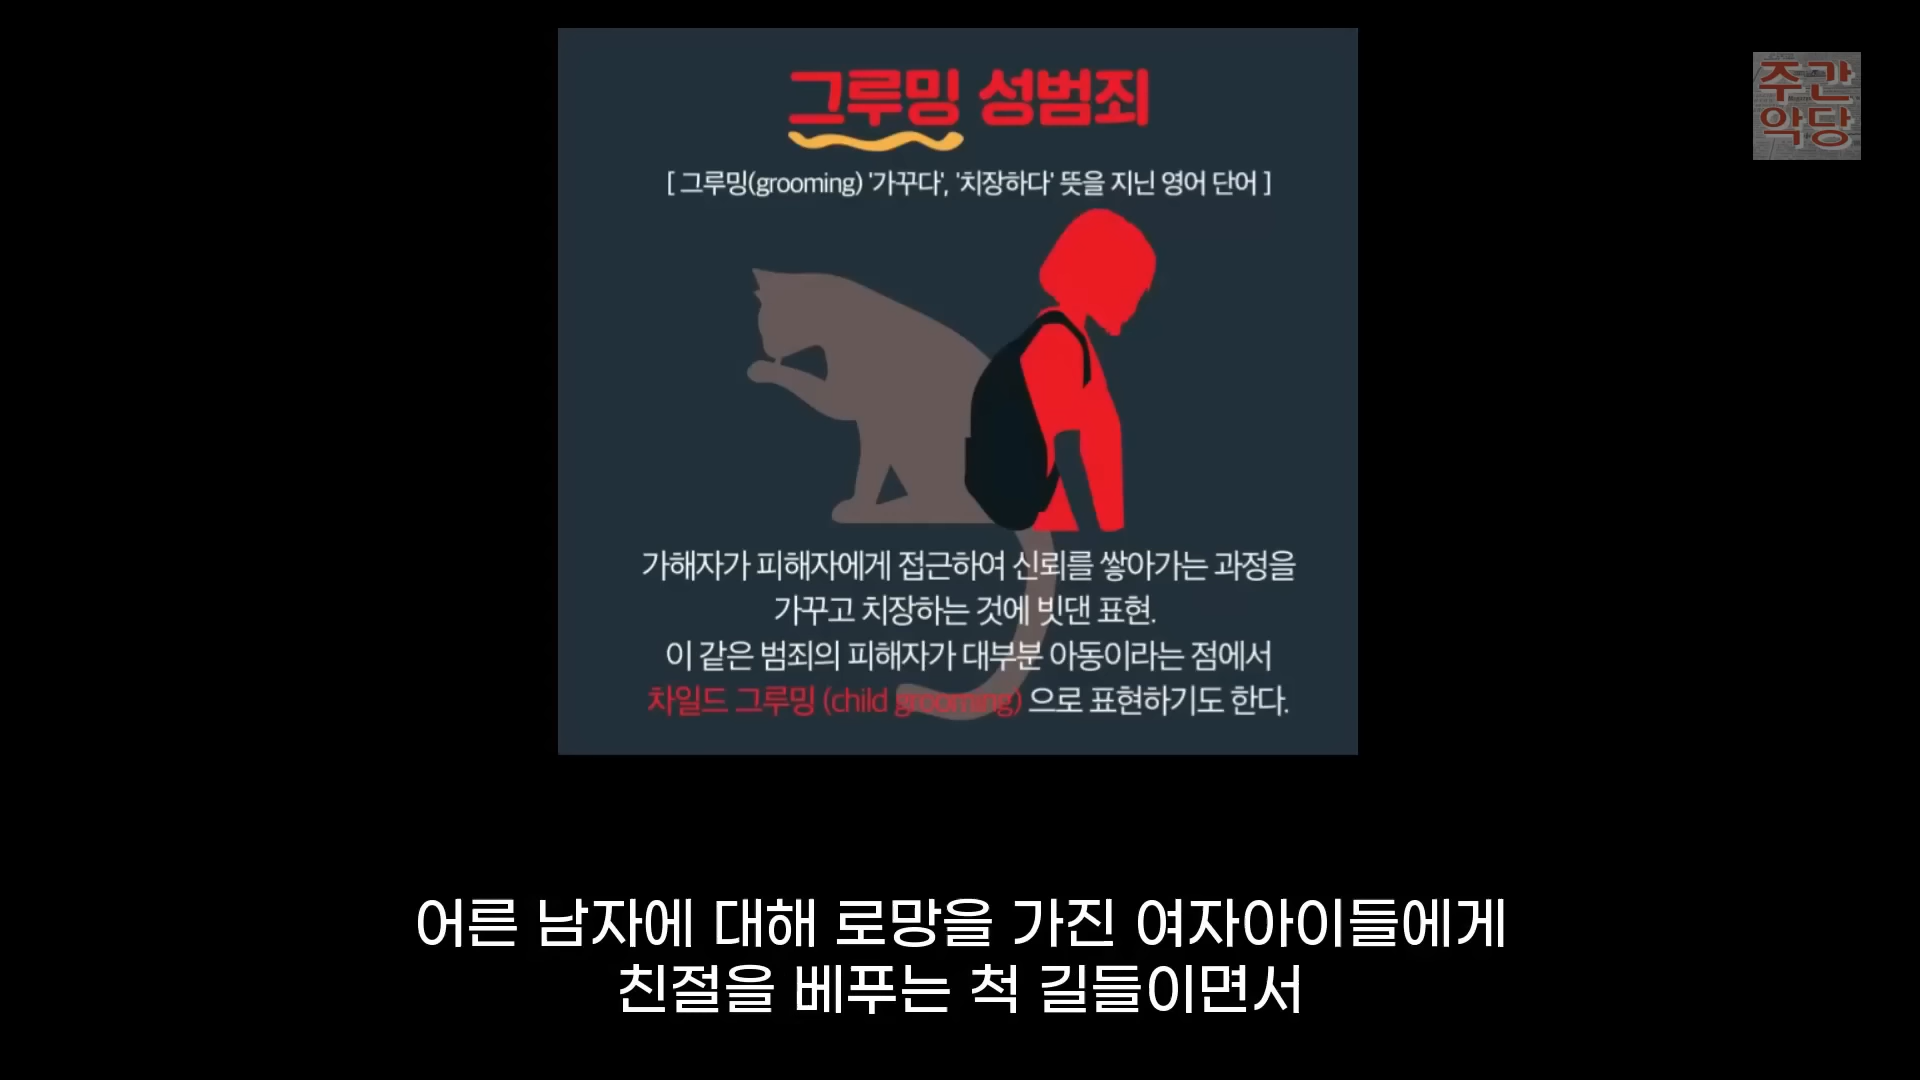 그루밍 성범죄
[ 그루밍(grooming) '가꾸다', '치장하다' 뜻을 지닌 영어 단어 ]
가해자가 피해자에게 접근하여 신뢰를 쌓아가는 과정을
가꾸고 치장하는 것에 빗댄 표현.
이 같은 범죄의 피해자가 대부분 아동이라는 점에서
차일드 그루밍 (child grooming) 으로 표현하기도 한다.
주간
악당
어른 남자에 대해 로망을 가진 여자아이들에게
친절을 베푸는 척 길들이면서